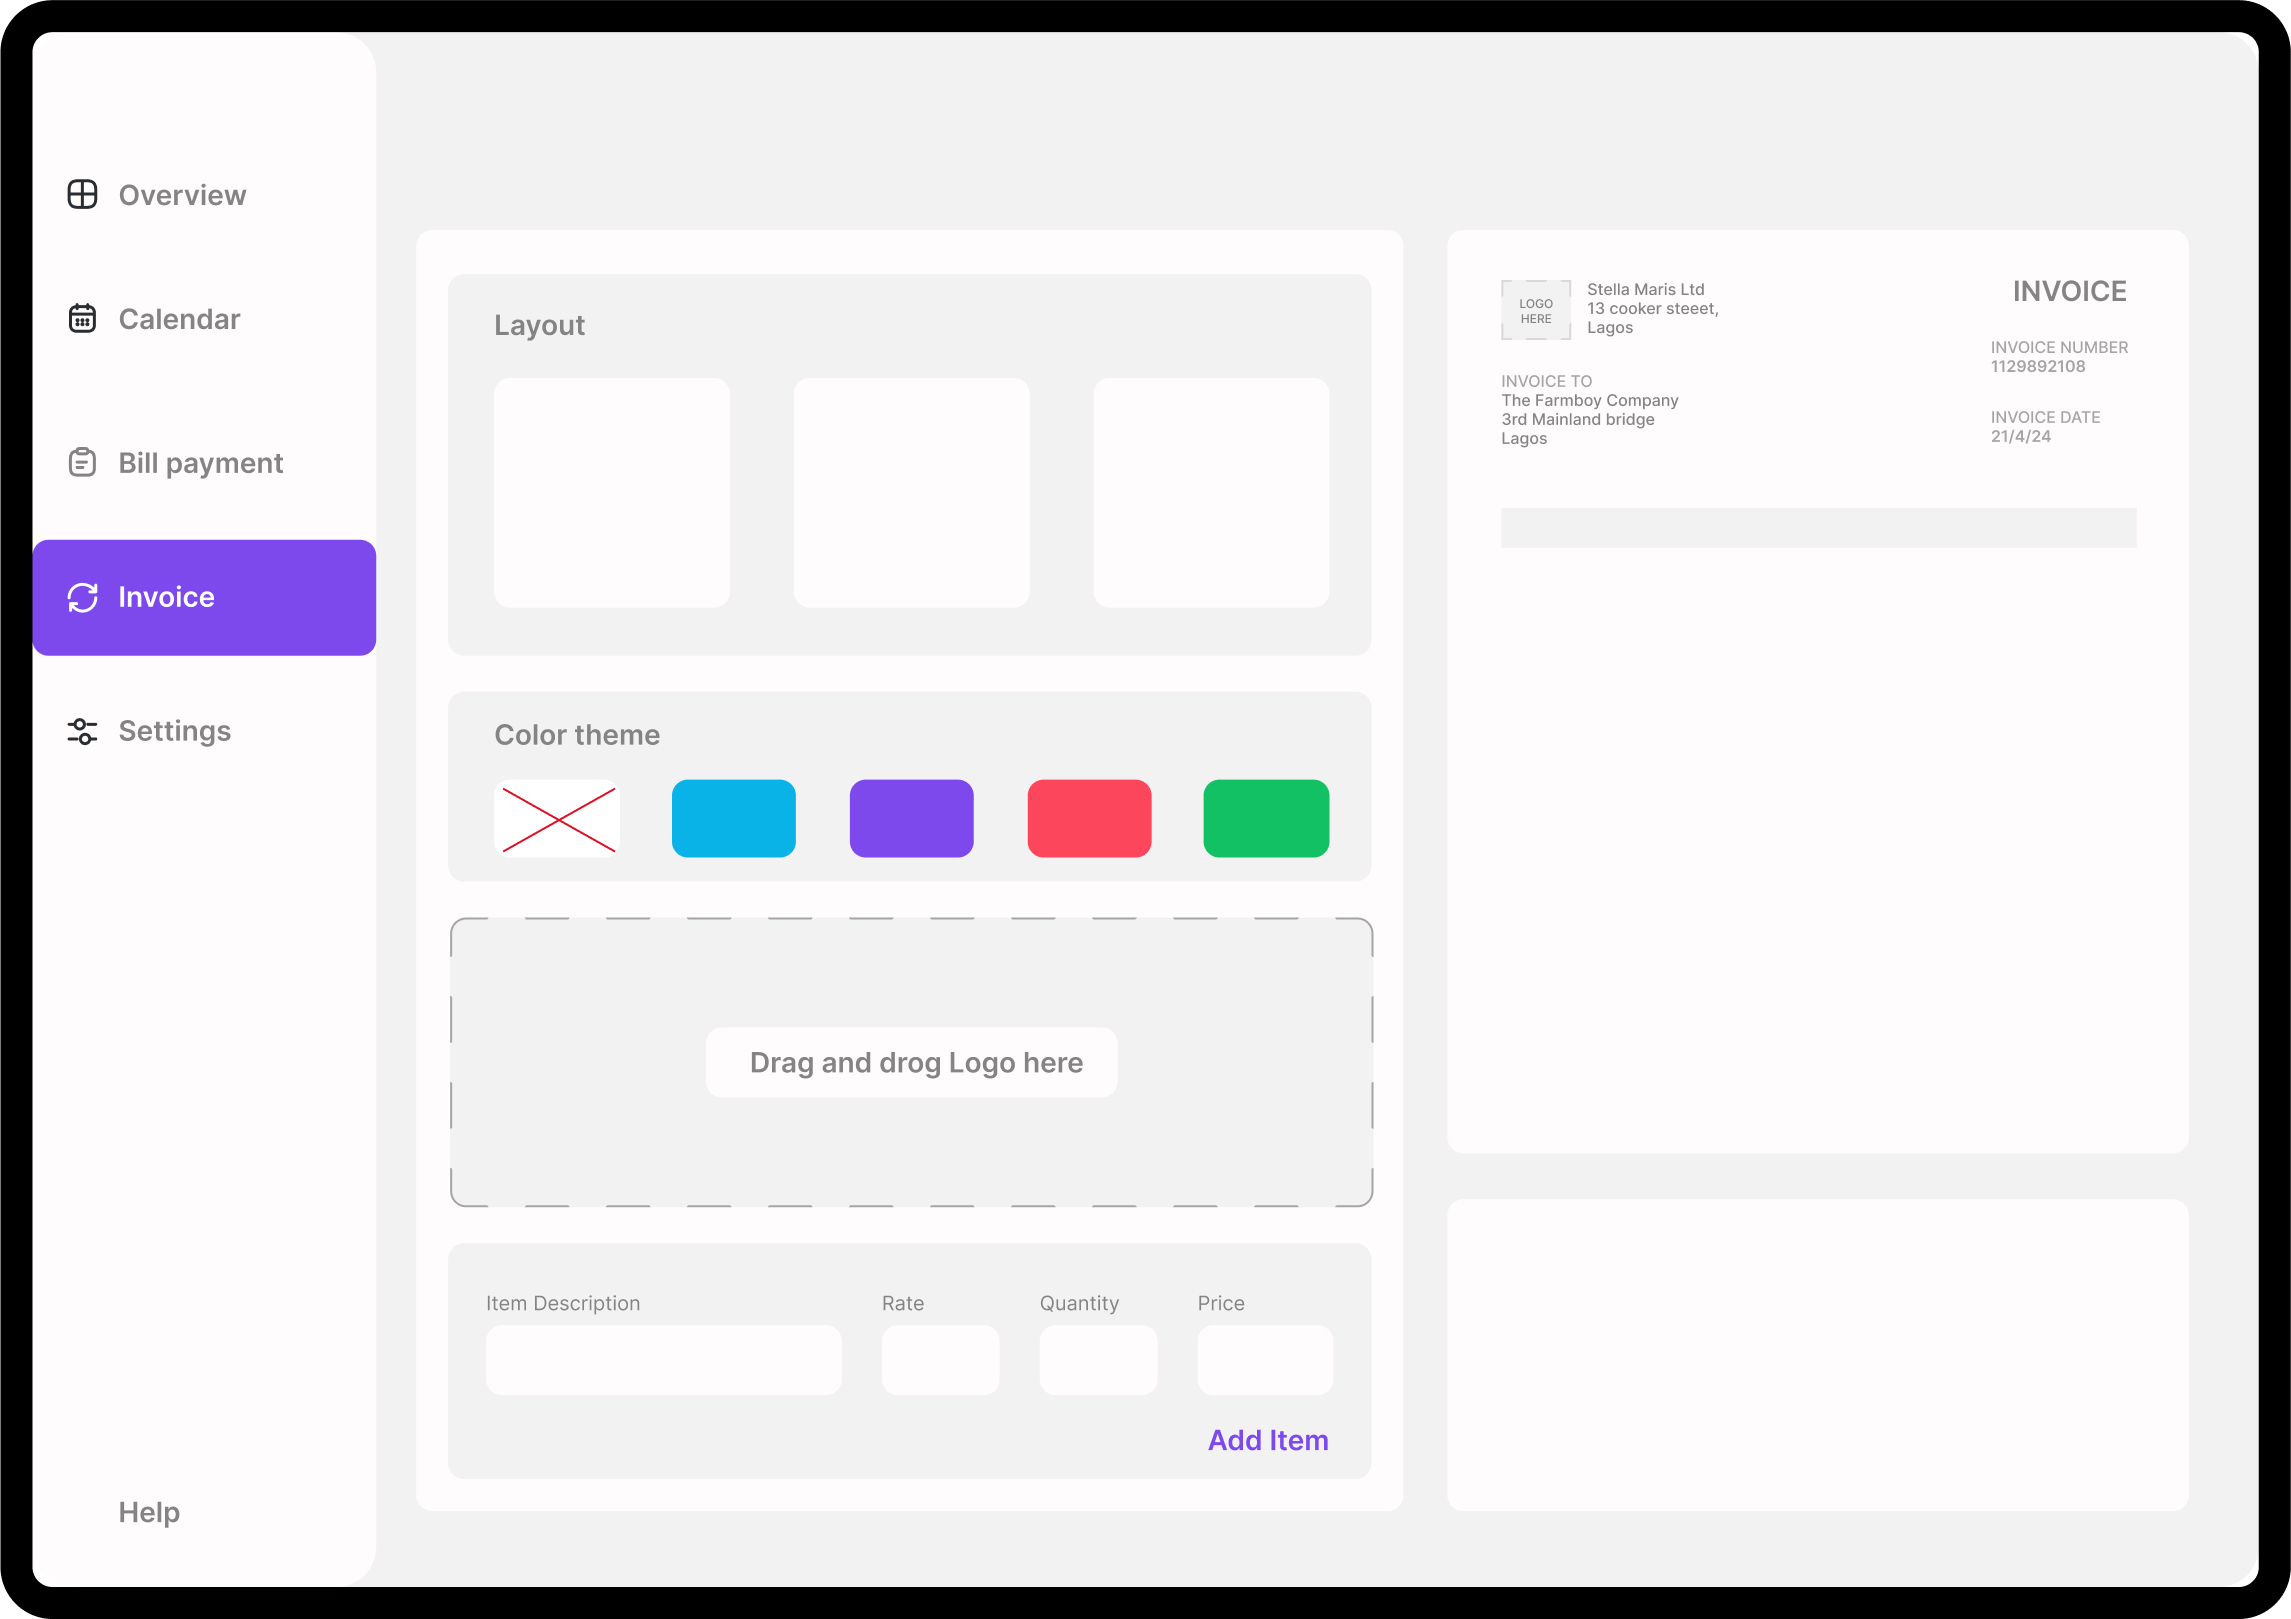 Overview
Calendar
Bill payment
Invoice
Settings
Help
Layout
Color theme
Drag and drog Logo here
Item Description
Rate
Quantity
Price
Add Item
LOGO
HERE
Stella Maris Ltd
13 cooker steeet,
Lagos
INVOICE TO
The Farmboy Company
3rd Mainland bridge
Lagos
INVOICE
INVOICE NUMBER
1129892108
INVOICE DATE
21/4/24